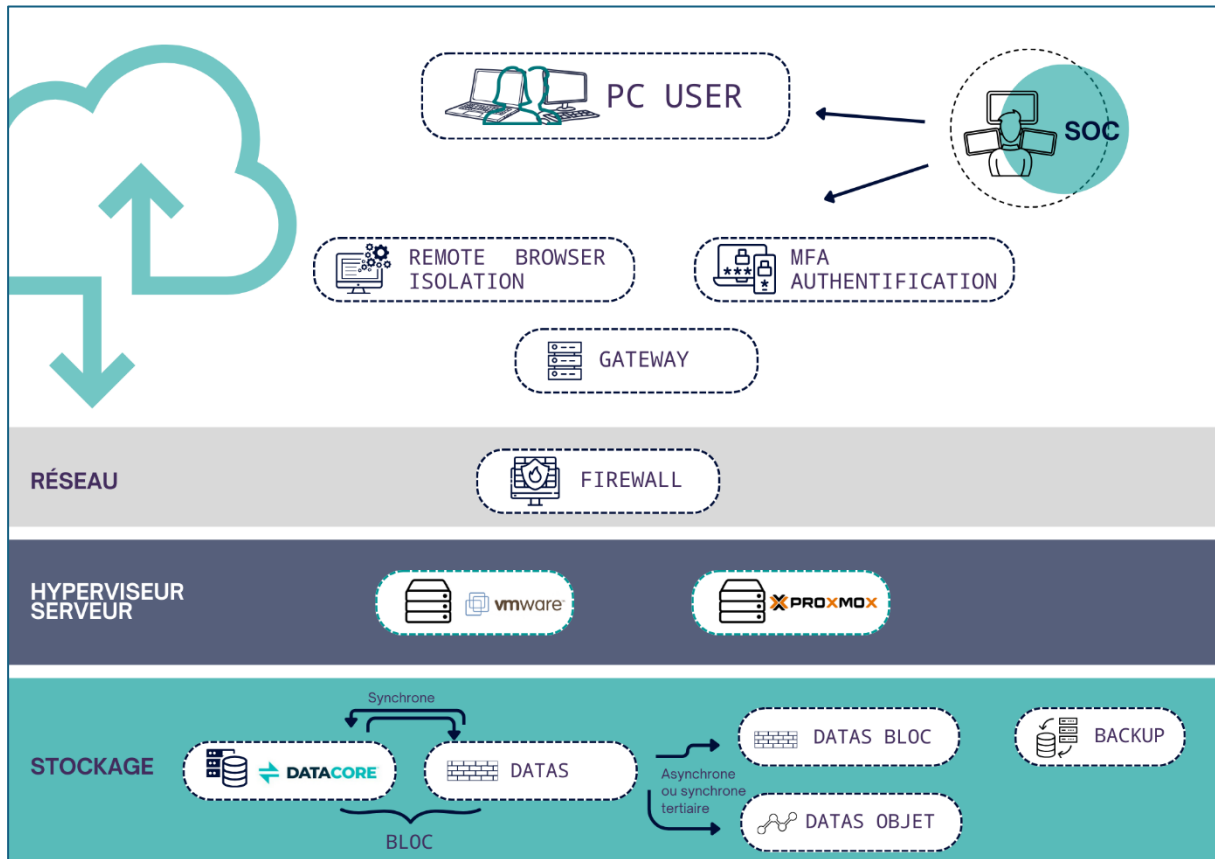 PC USER
SOC
REMOTE BROWSER
ISOLATION
MFA
AUTHENTIFICATION
***
*
GATEWAY
RÉSEAU
FIREWALL
HYPERVISEUR
SERVEUR
vmware
PROXMOX
Synchrone
STOCKAGE
DATACORE
DATAS
Asynchrone
ou synchrone
tertiaire
DATAS BLOC
BACKUP
DATAS OBJET
BLOC